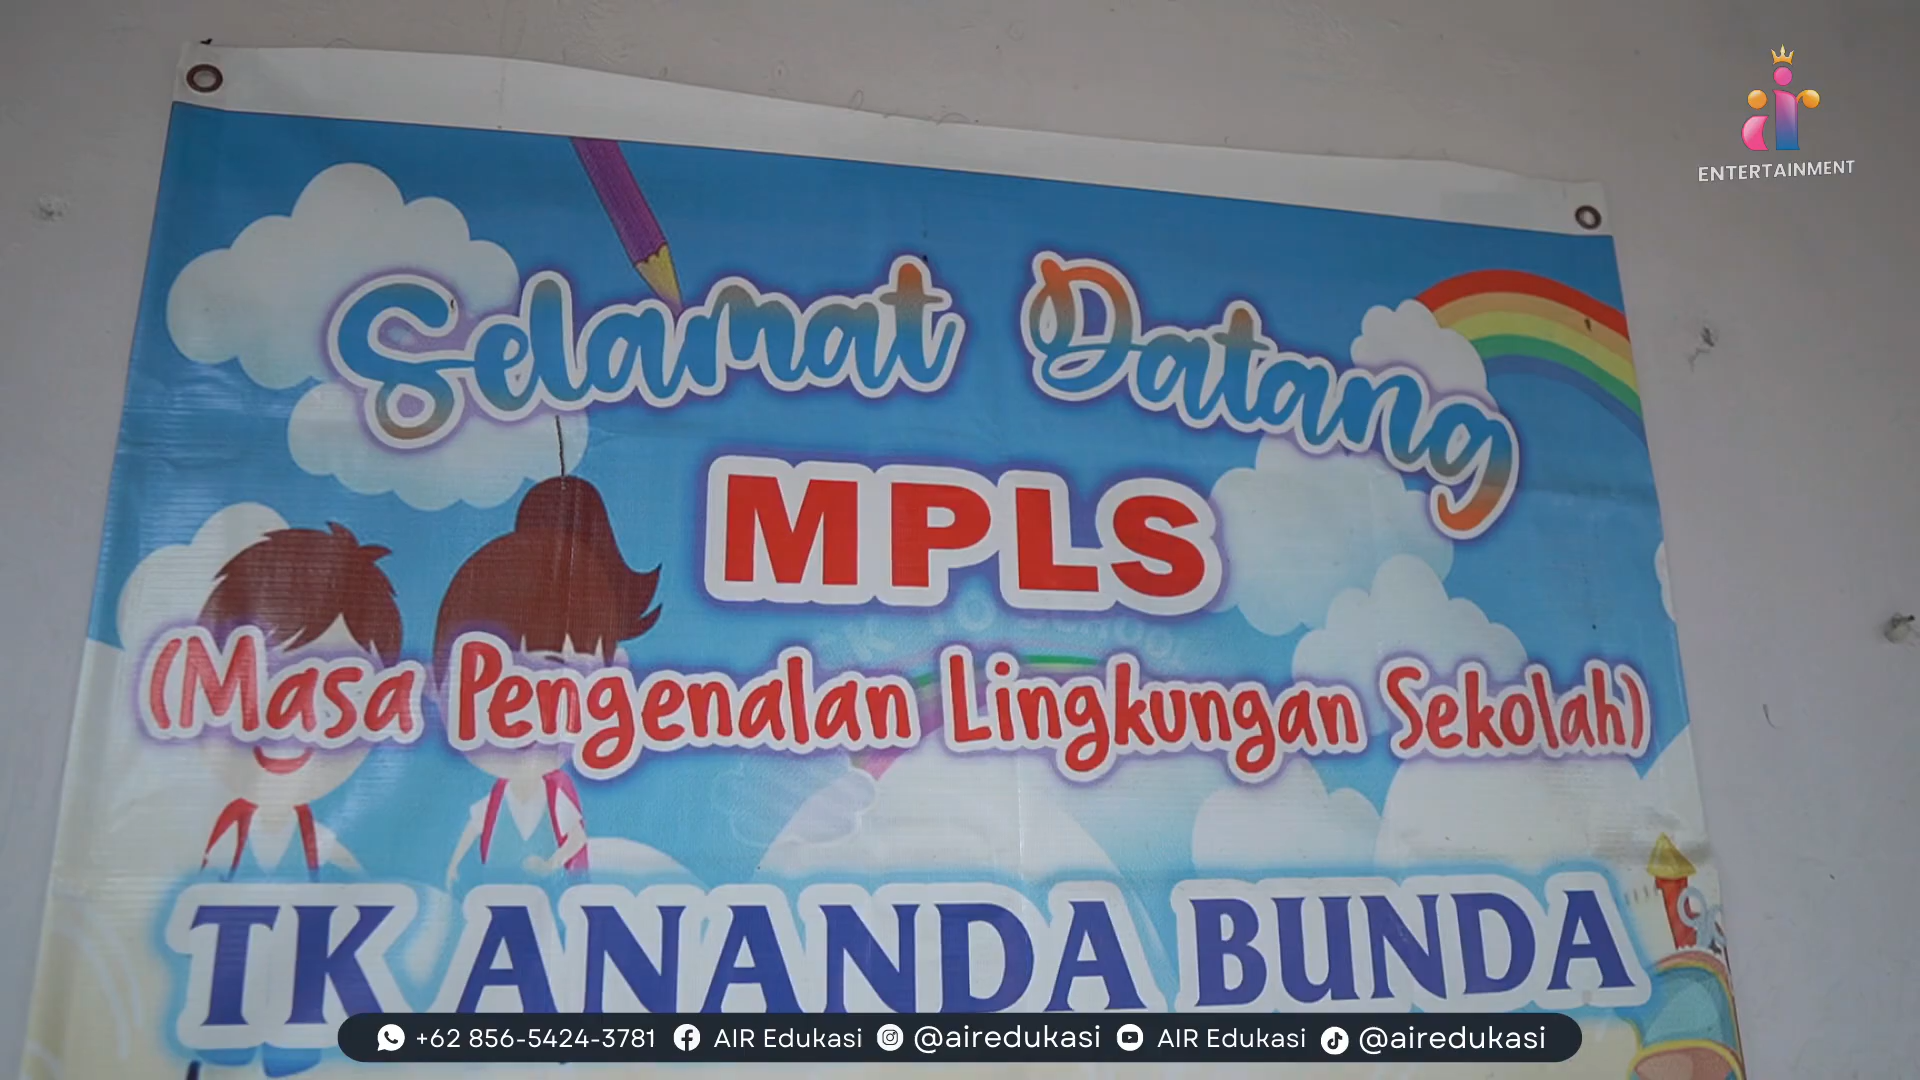 air
ENTERTAINMENT
Selamat Datang
MPLS
(Masa Pengenalan Lingkungan Sekolah)
TK ANANDA BUNDA
+62 856-5424-3781 AIR Edukasi @airedukasi AIR Edukasi @airedukasi